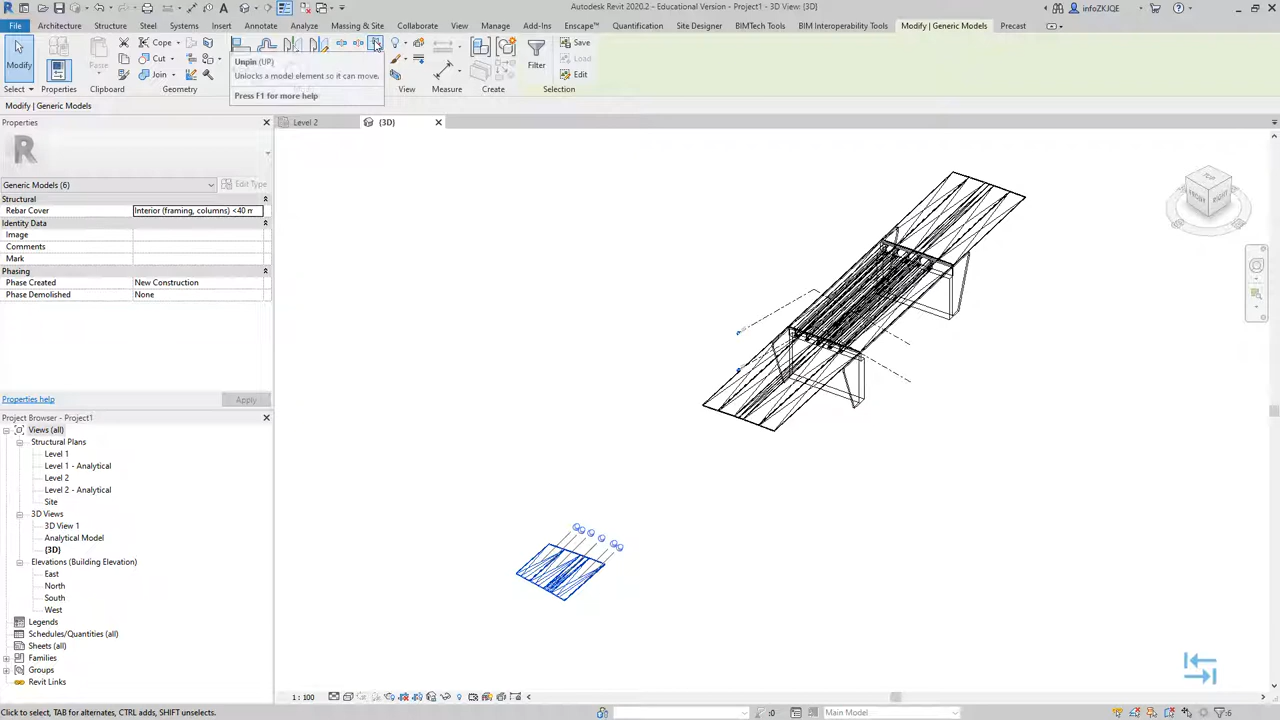 Autodesk Revit 2020.2 - Educational Version - Project1 - 3D View: {3D}
infoZKJQE
File
Architecture
Structure
Steel
Systems
Insert
Annotate
Analyze
Massing & Site
Collaborate
View
Manage
Add-Ins
Enscape™
Quantification
Site Designer
BIMTech Tools
BIM Interoperability Tools
Modify | Generic Models
Precast
Modify
Paste
Cope
Cut
Join
Filter
Save
Load
Edit
Unpin (UP)
Unlocks a model element so it can move.
Press F1 for more help
Select
Properties
Clipboard
Geometry
View
Measure
Create
Selection
Modify | Generic Models
Properties
Level 2
{3D}
R
TOP
FRONT
RIGHT
Generic Models (6)
Edit Type
Structural
Rebar Cover
Interior (framing, columns) <40 m
Identity Data
Image
Comments
Mark
Phasing
Phase Created
New Construction
Phase Demolished
None
Properties help
Apply
Project Browser - Project1
Views (all)
Structural Plans
Level 1
Level 1 - Analytical
Level 2
Level 2 - Analytical
Site
3D Views
3D View 1
Analytical Model
{3D}
Elevations (Building Elevation)
East
North
South
West
Legends
Schedules/Quantities (all)
Sheets (all)
Families
Groups
Revit Links
1 : 100
Click to select, TAB for alternates, CTRL adds, SHIFT unselects.
:0
Main Model
:6